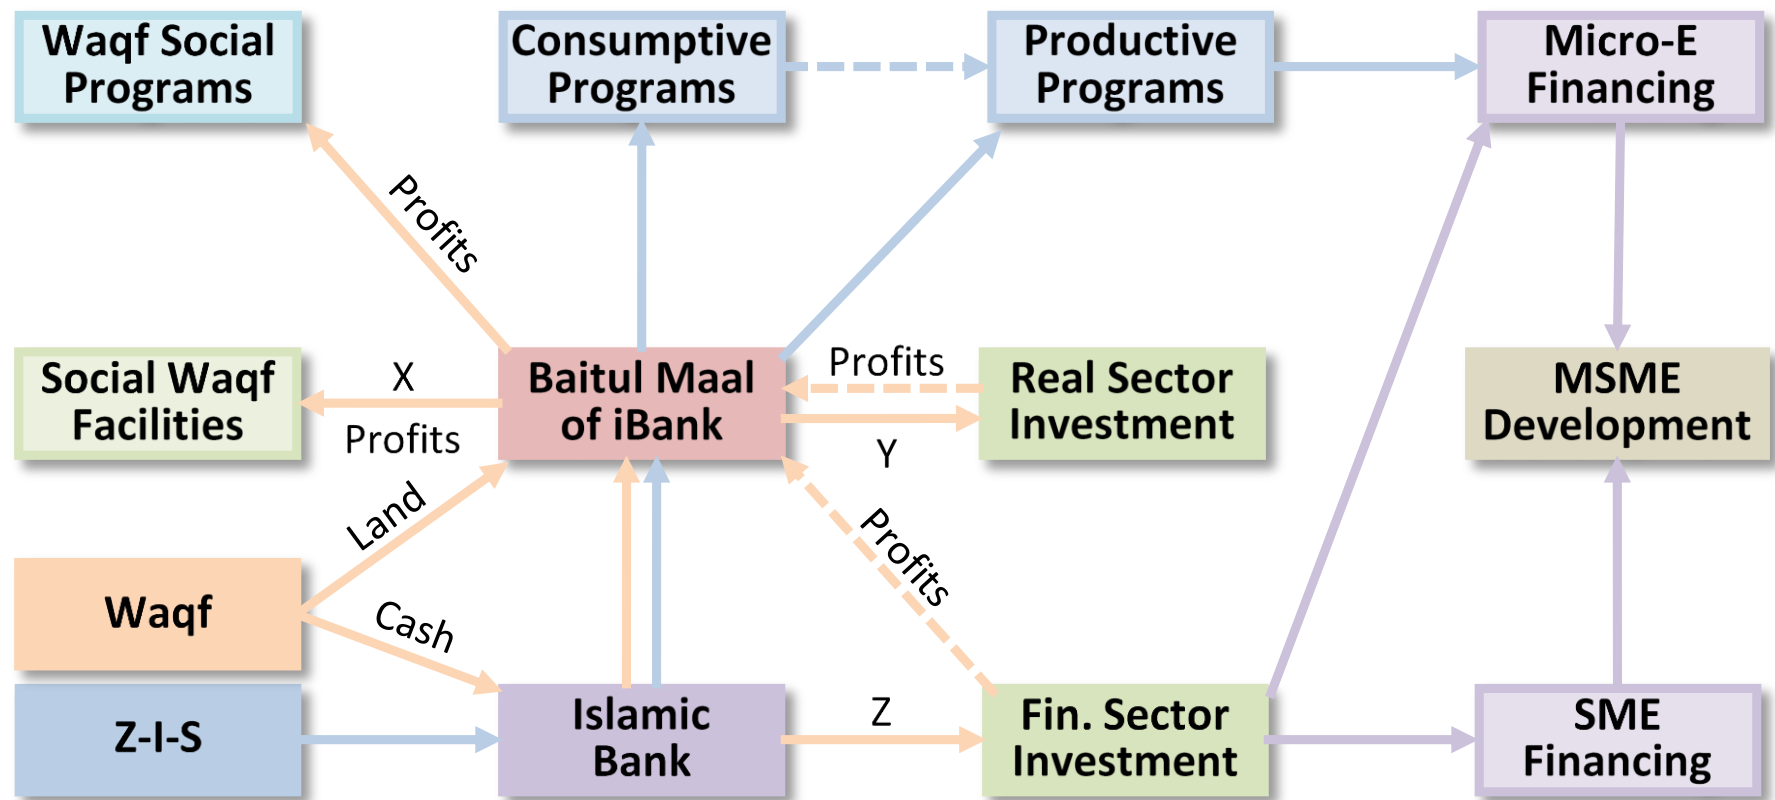 Waqf Social
Programs
Consumptive
Programs
Productive
Programs
Micro-E
Financing
Profits
Social Waqf
Facilities
X
Profits
Baitul Maal
of iBank
Profits
Y
Real Sector
Investment
MSME
Development
Land
Profits
Waqf
Cash
Z-I-S
Islamic
Bank
Z
Fin. Sector
Investment
SME
Financing